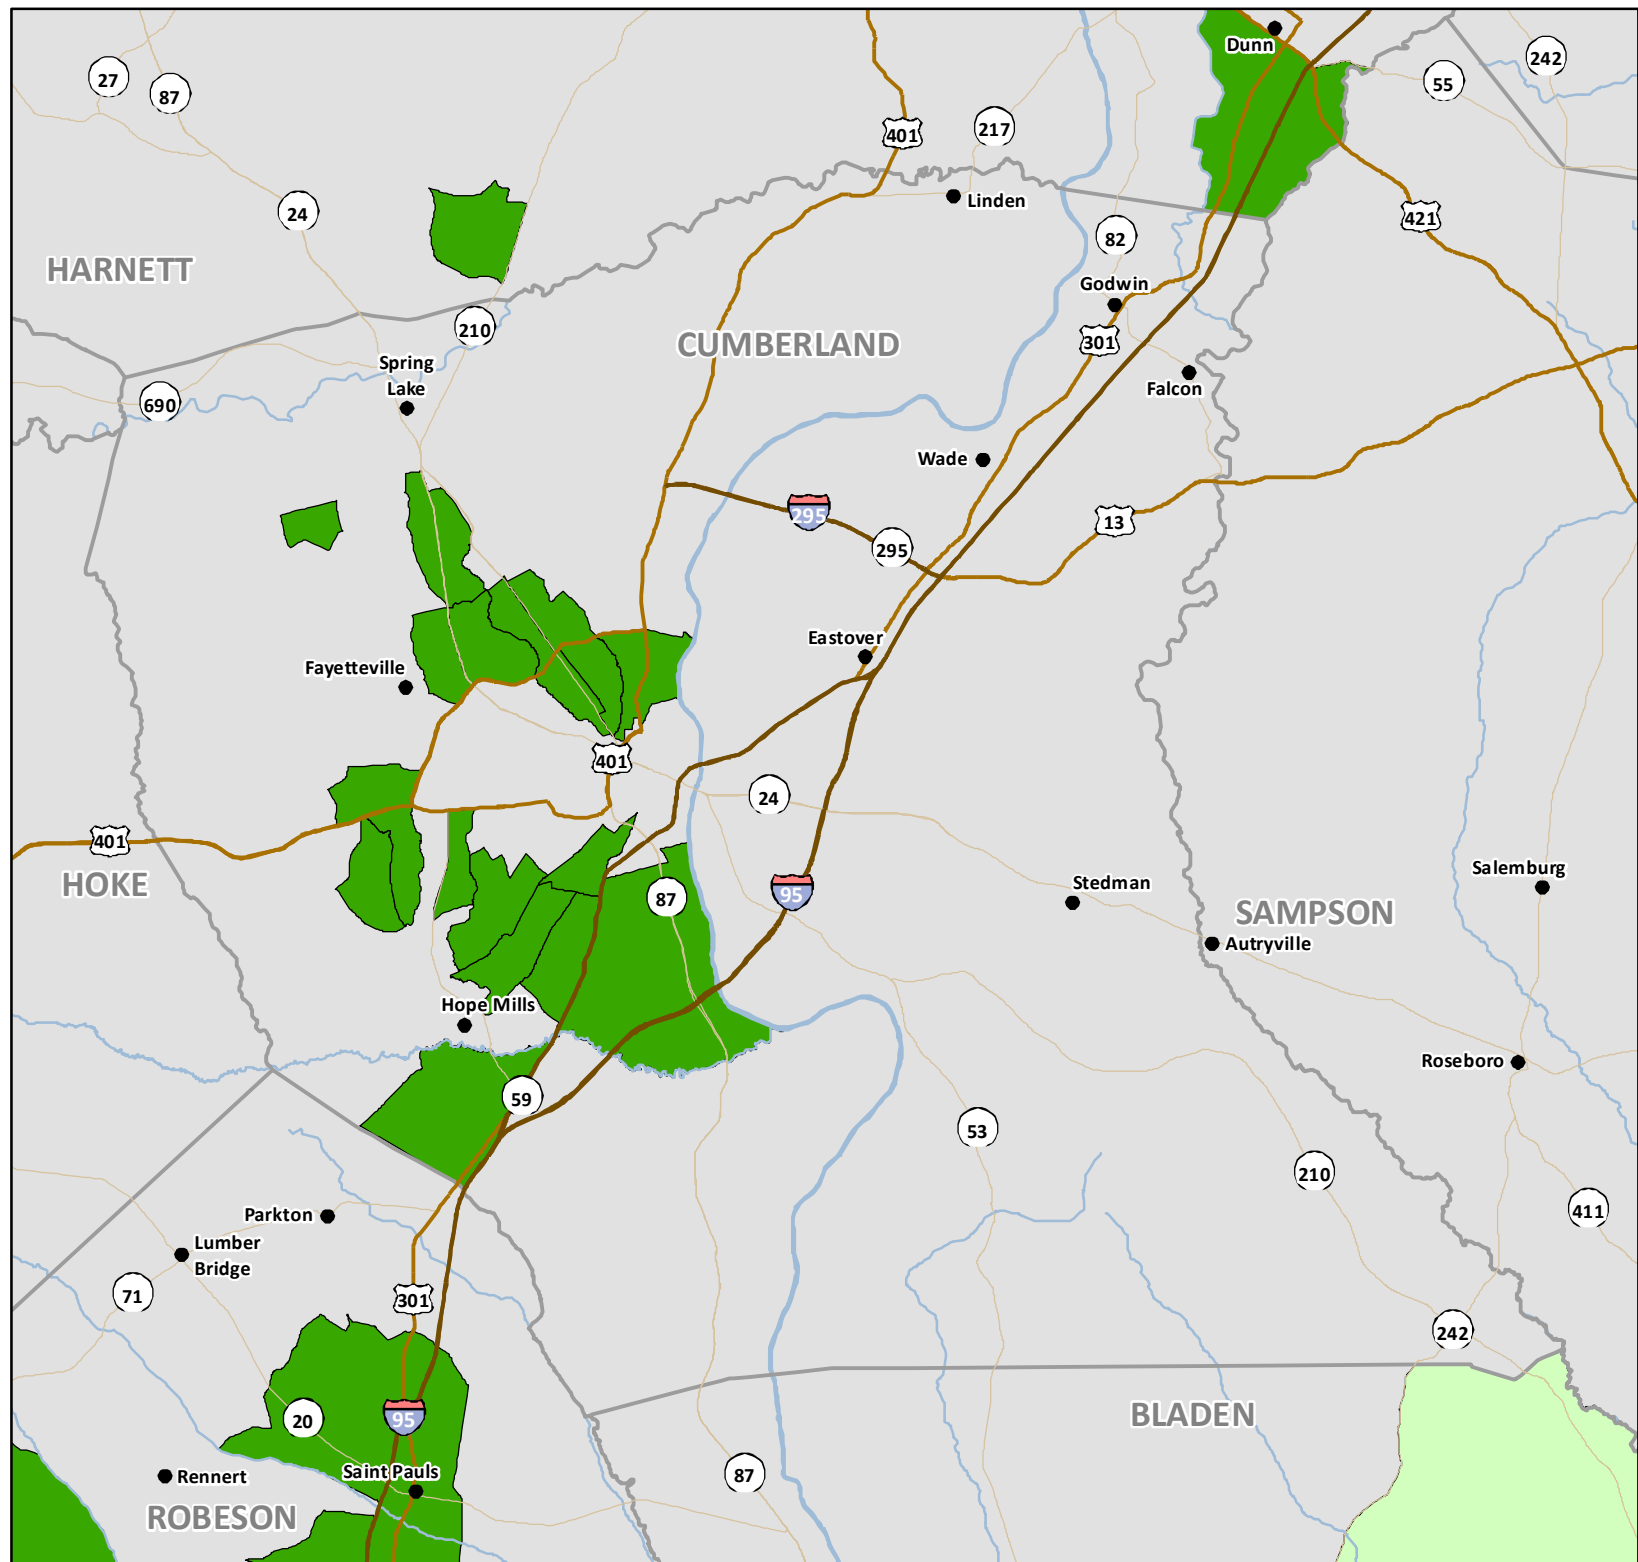 Dunn
242
27
87
55
217
401
Linden
24
421
82
HARNETT
Godwin
210
301
CUMBERLAND
Spring
Lake
Falcon
690
Wade
295
13
295
Eastover
Fayetteville
401
24
401
HOKE
Salemburg
Stedman
95
87
SAMPSON
Autryville
Hope Mills
Roseboro
59
53
210
411
Parkton
Lumber
Bridge
71
301
242
95
20
BLADEN
Saint Pauls
Rennert
87
ROBESON